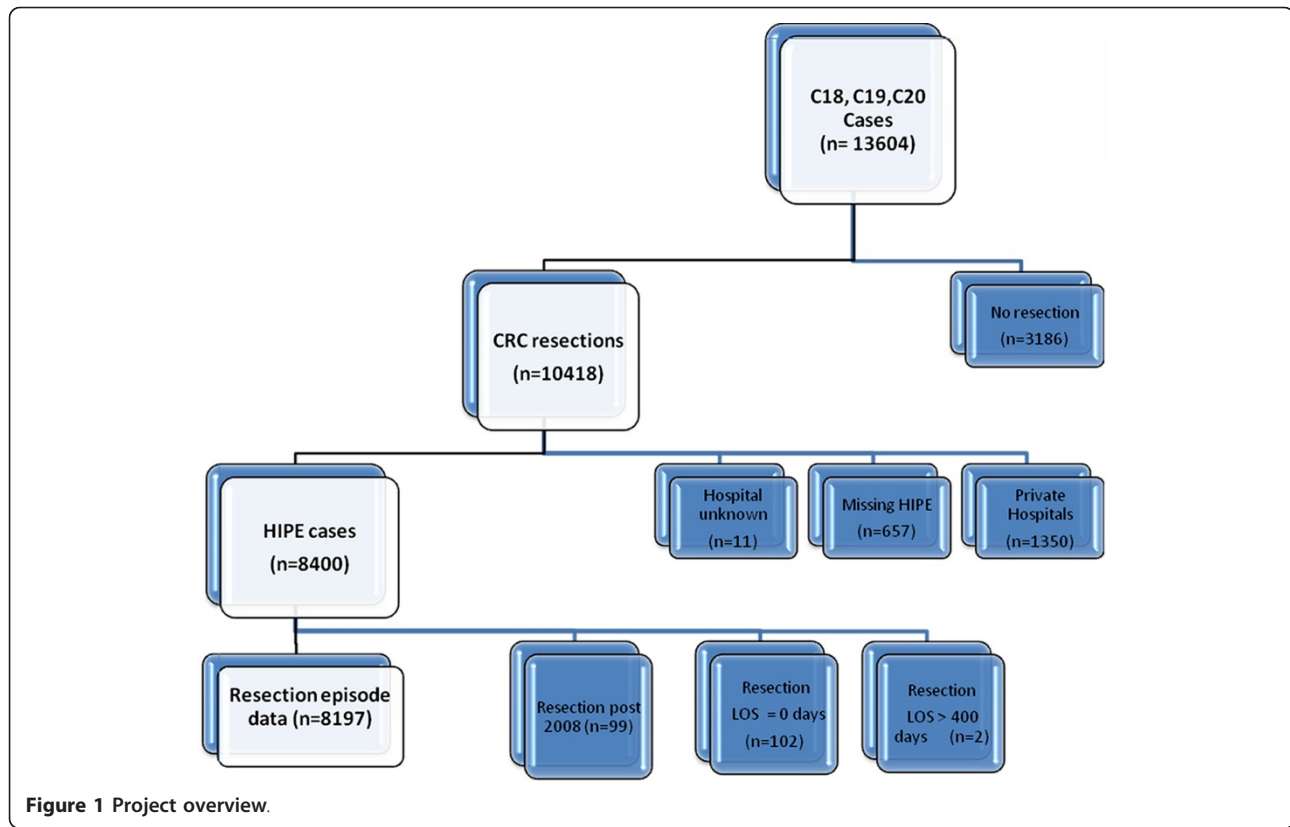 C18, C19,C20
Cases
(n= 13604)
No resection
(n=3186)
CRC resections
(n=10418)
HIPE cases
(n=8400)
Hospital
unknown
(n=11)
Missing HIPE
(n=657)
Private
Hospitals
(n=1350)
Resection episode
data (n=8197)
Resection post
2008 (n=99)
Resection
LOS = 0 days
(n=102)
Resection
LOS > 400
days (n=2)
Figure 1 Project overview.